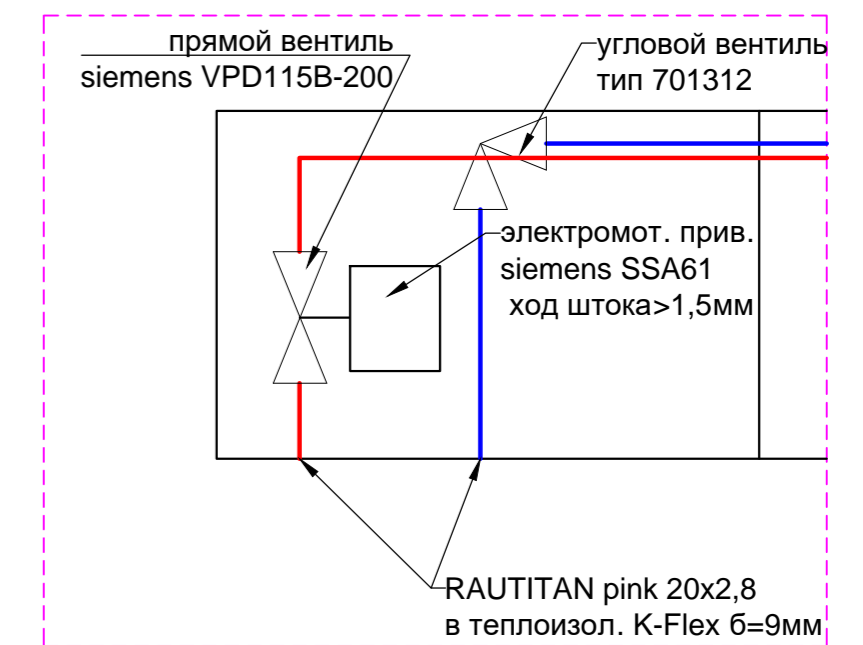 прямой вентиль
siemens VPD115B-200
угловой вентиль
тип 701312
электромот. прив.
siemens SSA61
ход штока>1,5мм
RAUTITAN pink 20x2,8
в теплоизол. K-Flex б=9мм